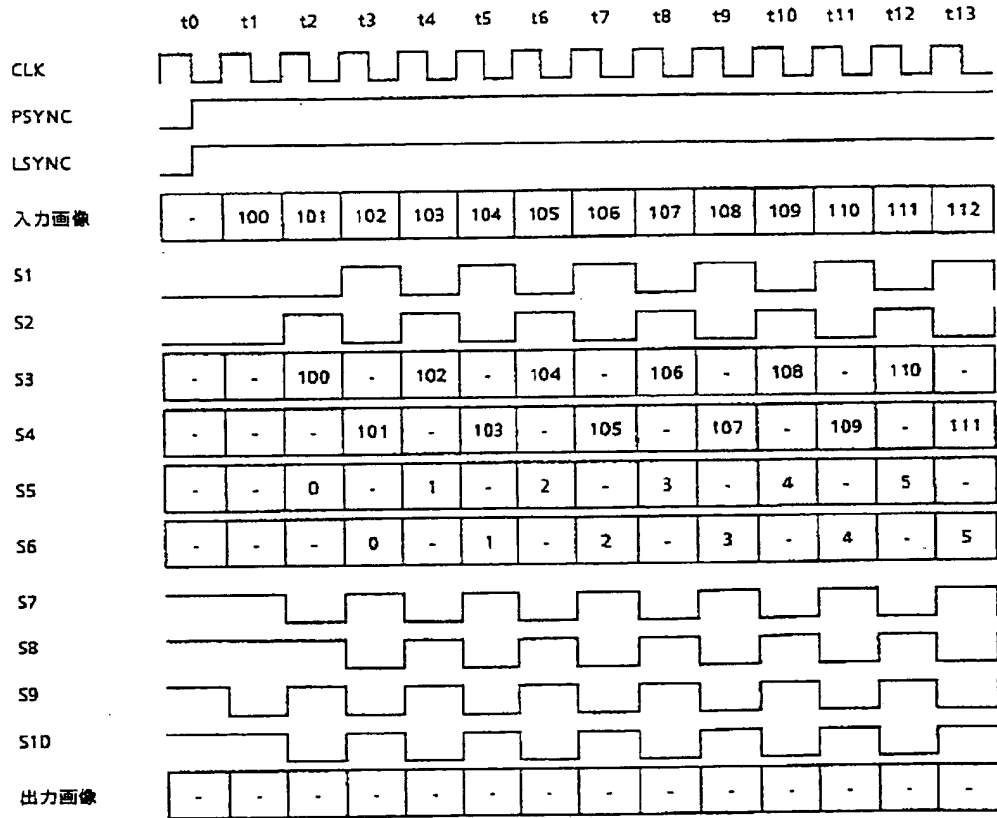 t0 t1 t2 t3 t4 t5 t6 t7 t8 t9 t10 t11 t12 t13
CLK
PSYNC
LSYNC
入力画像 - 100 101 102 103 104 105 106 107 108 109 110 111 112
S1
S2
S3 - - 100 - 102 - 104 - 106 - 108 - 110 -
S4 - - - 101 - 103 - 105 - 107 - 109 - 111
S5 - - 0 - 1 - 2 - 3 - 4 - 5 -
S6 - - - 0 - 1 - 2 - 3 - 4 - 5
S7
S8
S9
S10
出力画像 - - - - - - - - - - - - - -